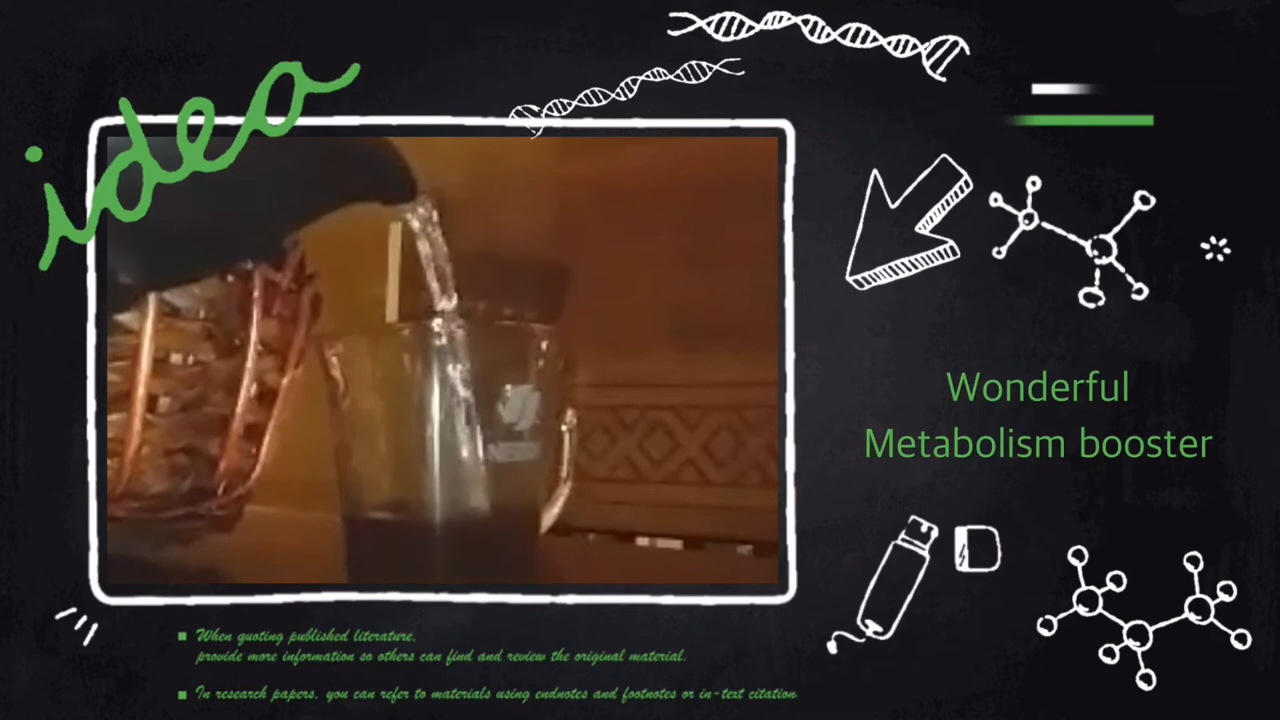 idea
Wonderful
Metabolism booster
When quoting published literature,
provide more information so others can find and review the original material.
In research papers, you can refer to materials using endnotes and footnotes or in-text citation